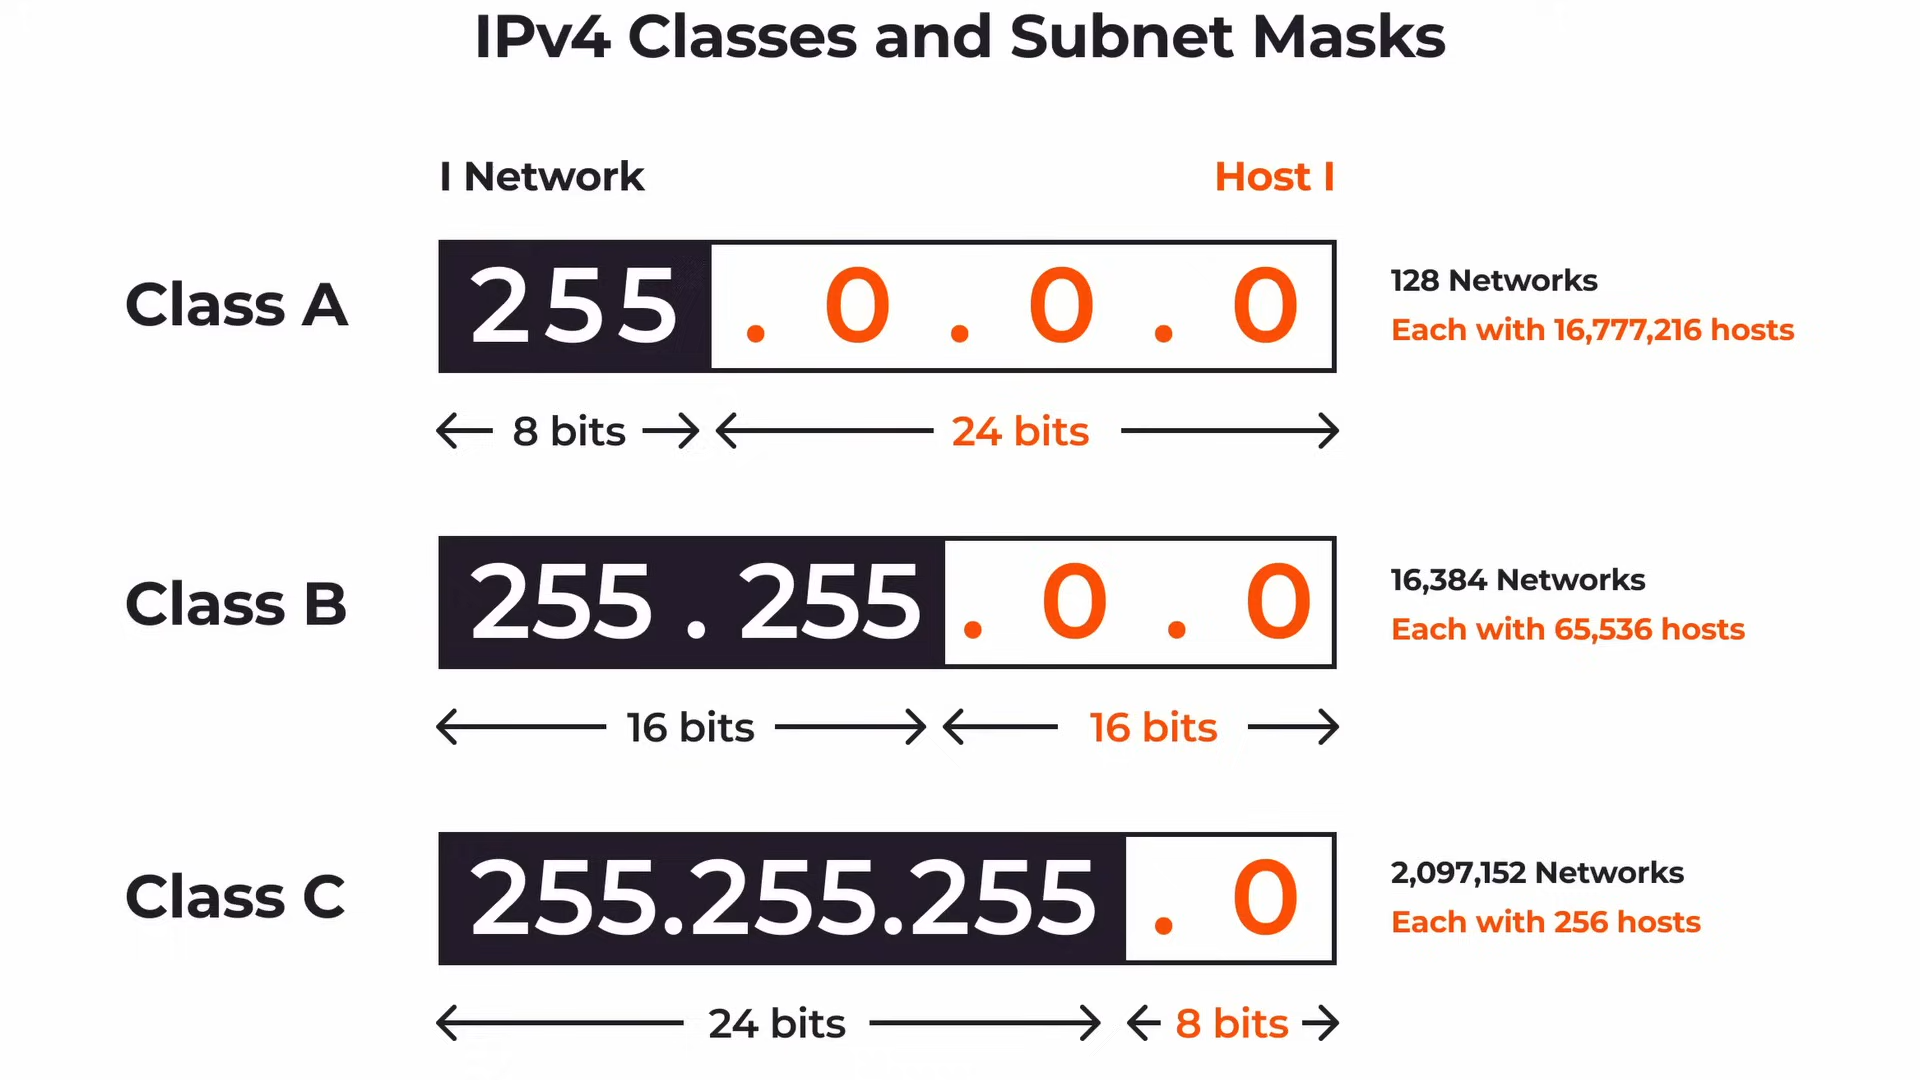 IPv4 Classes and Subnet Masks
I Network
Host I
Class A
255 . 0 . 0 . 0
128 Networks
Each with 16,777,216 hosts
8 bits
24 bits
Class B
255 . 255 . 0 . 0
16,384 Networks
Each with 65,536 hosts
16 bits
16 bits
Class C
255.255.255 . 0
2,097,152 Networks
Each with 256 hosts
24 bits
8 bits